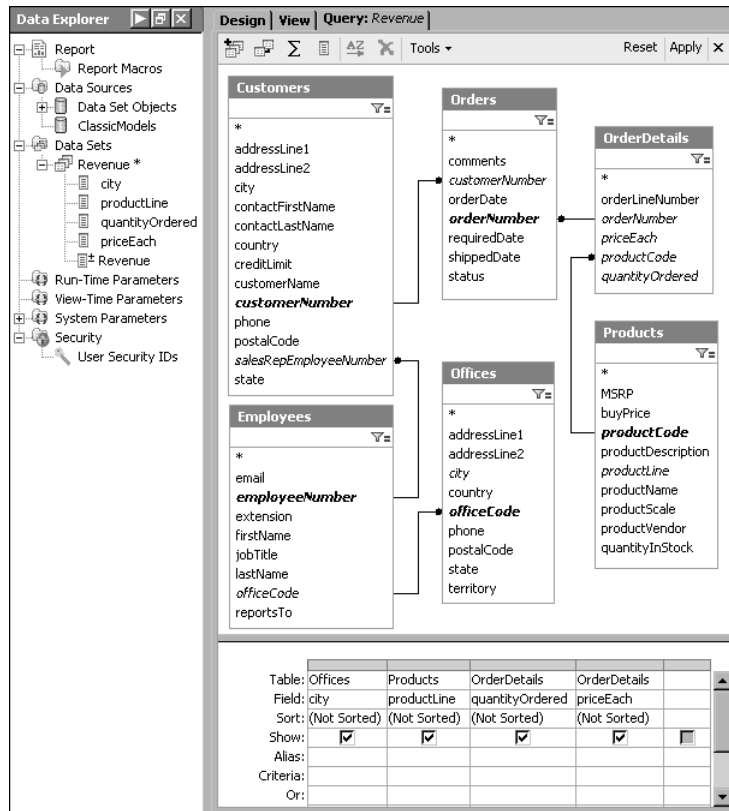 Data Explorer
Report
Report Macros
Data Sources
Data Set Objects
ClassicModels
Data Sets
Revenue *
city
productLine
quantityOrdered
priceEach
Revenue
Run-Time Parameters
View-Time Parameters
System Parameters
Security
User Security IDs
Design View Query: Revenue
Tools Reset Apply
Customers
*
addressLine1
addressLine2
city
contactFirstName
contactLastName
country
creditLimit
customerName
customerNumber
phone
postalCode
salesRepEmployeeNumber
state
Orders
*
comments
customerNumber
orderDate
orderNumber
requiredDate
shippedDate
status
OrderDetails
*
orderLineNumber
orderNumber
priceEach
productCode
quantityOrdered
Employees
*
email
employeeNumber
extension
firstName
jobTitle
lastName
officeCode
reportsTo
Offices
*
addressLine1
addressLine2
city
country
officeCode
phone
postalCode
state
territory
Products
*
MSRP
buyPrice
productCode
productDescription
productLine
productName
productScale
productVendor
quantityInStock
Table: Offices Products OrderDetails OrderDetails
Field: city productLine quantityOrdered priceEach
Sort: (Not Sorted) (Not Sorted) (Not Sorted) (Not Sorted)
Show:
Alias:
Criteria:
Or: